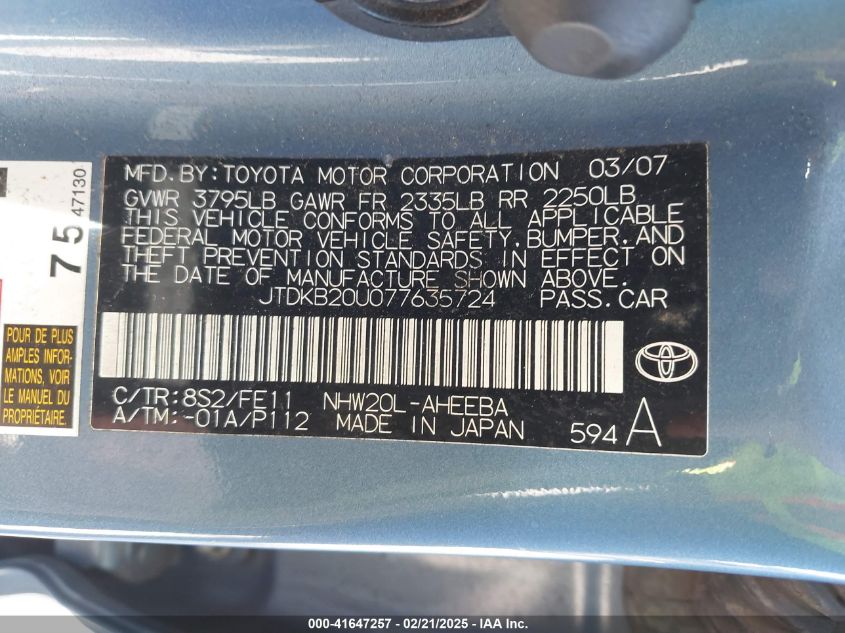 MFD.BY:TOYOTA MOTOR CORPORATION 03/07
GVWR 3795LB GAWR FR 2335LB RR 2250LB
THIS VEHICLE CONFORMS TO ALL APPLICABLE
FEDERAL MOTOR VEHICLE SAFETY,BUMPER,AND
THEFT PREVENTION STANDARDS IN EFFECT ON
THE DATE OF MANUFACTURE SHOWN ABOVE.
JTDKB20U077635724 PASS.CAR
C/TR:8S2/FE11 NHW20L-AHEEBA
A/TM:-01A/P112 MADE IN JAPAN 594 A
75
47130
POUR DE PLUS
AMPLES INFOR-
MATIONS, VOIR
LE MANUEL DU
PROPRIÉTAIRE
000-41647257 - 02/21/2025 - IAA Inc.